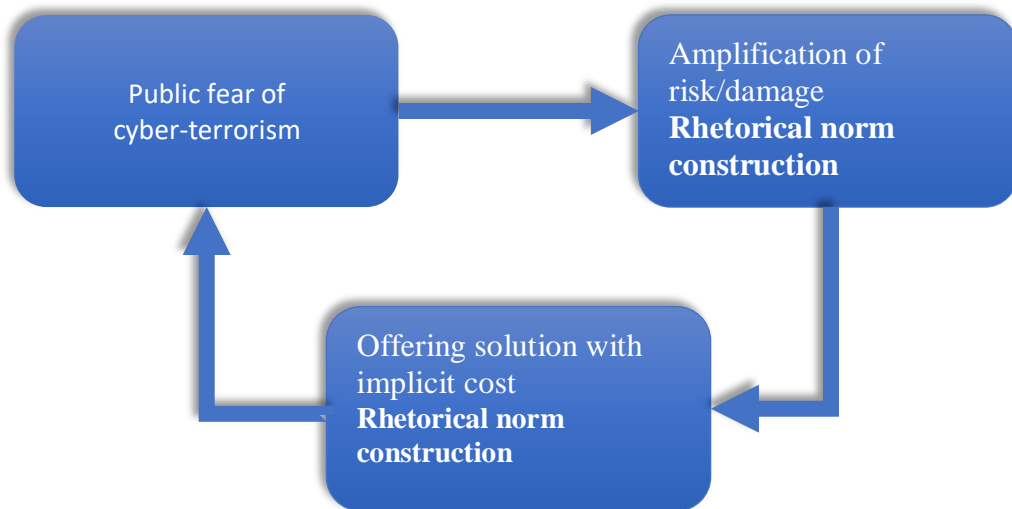 Public fear of
cyber-terrorism
Amplification of
risk/damage
Rhetorical norm
construction
Offering solution with
implicit cost
Rhetorical norm
construction